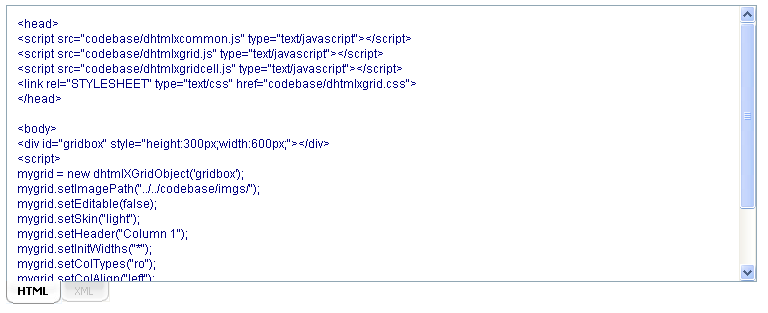 <head>
<script src="codebase/dhtmlxcommon.js" type="text/javascript"></script>
<script src="codebase/dhtmlxgrid.js" type="text/javascript"></script>
<script src="codebase/dhtmlxgridcell.js" type="text/javascript"></script>
<link rel="STYLESHEET" type="text/css" href="codebase/dhtmlxgrid.css">
</head>
<body>
<div id="gridbox" style="height:300px;width:600px;"></div>
<script>
mygrid = new dhtmlXGridObject('gridbox');
mygrid.setImagePath("../../codebase/imgs/");
mygrid.setEditable(false);
mygrid.setSkin("light");
mygrid.setHeader("Column 1");
mygrid.setInitWidths("*");
mygrid.setColTypes("ro");
mygrid.setColAlign("left");
HTML XML